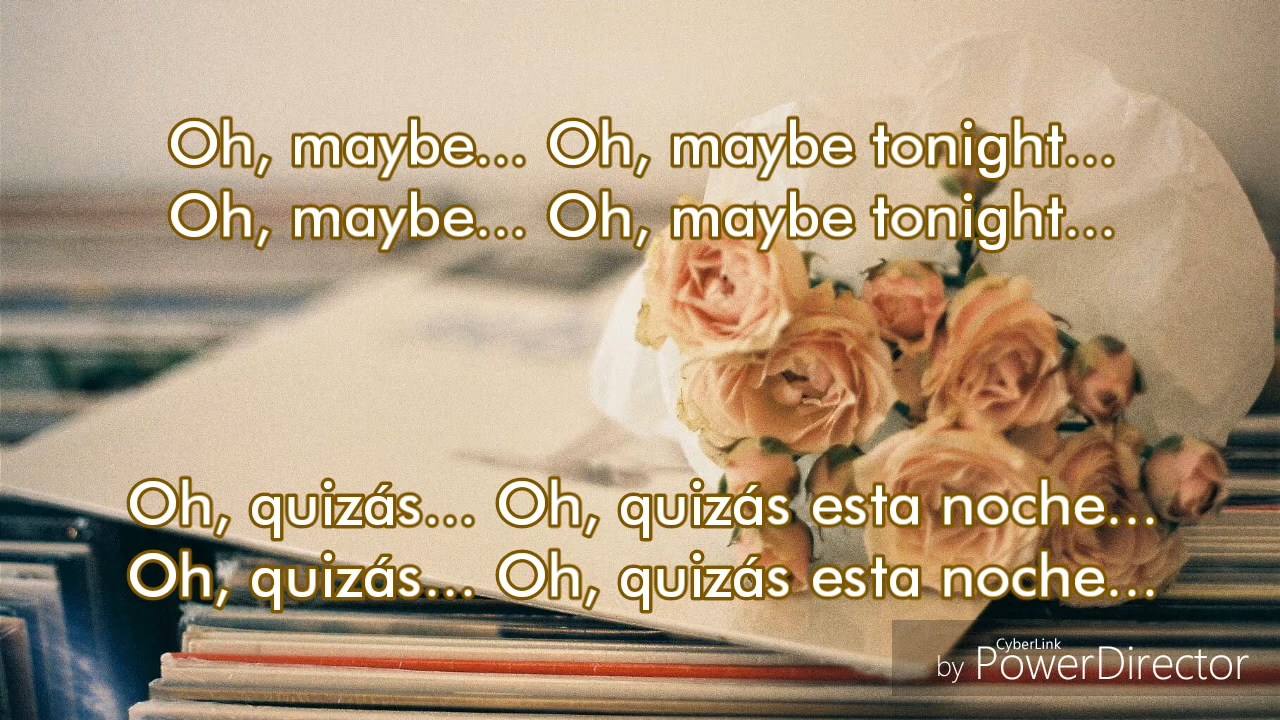 Oh, maybe... Oh, maybe tonight...
Oh, maybe... Oh, maybe tonight...
Oh, quizás... Oh, quizás esta noche...
Oh, quizás... Oh, quizás esta noche...
CyberLink
by PowerDirector